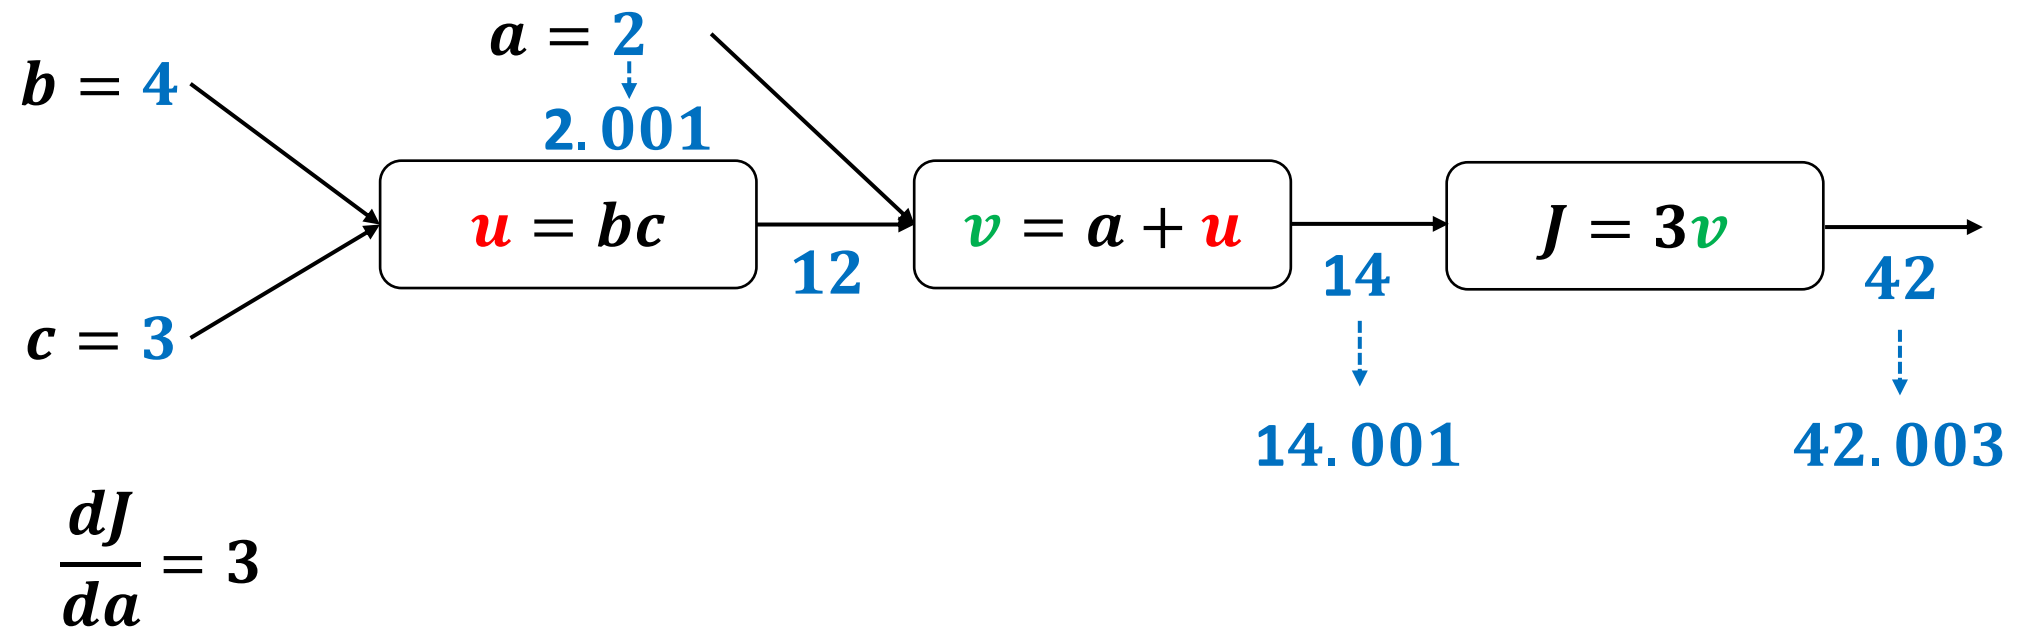 a = 2
b = 4
2.001
u = bc
v = a + u
J = 3v
12
14
42
c = 3
14.001
42.003
dJ/da = 3